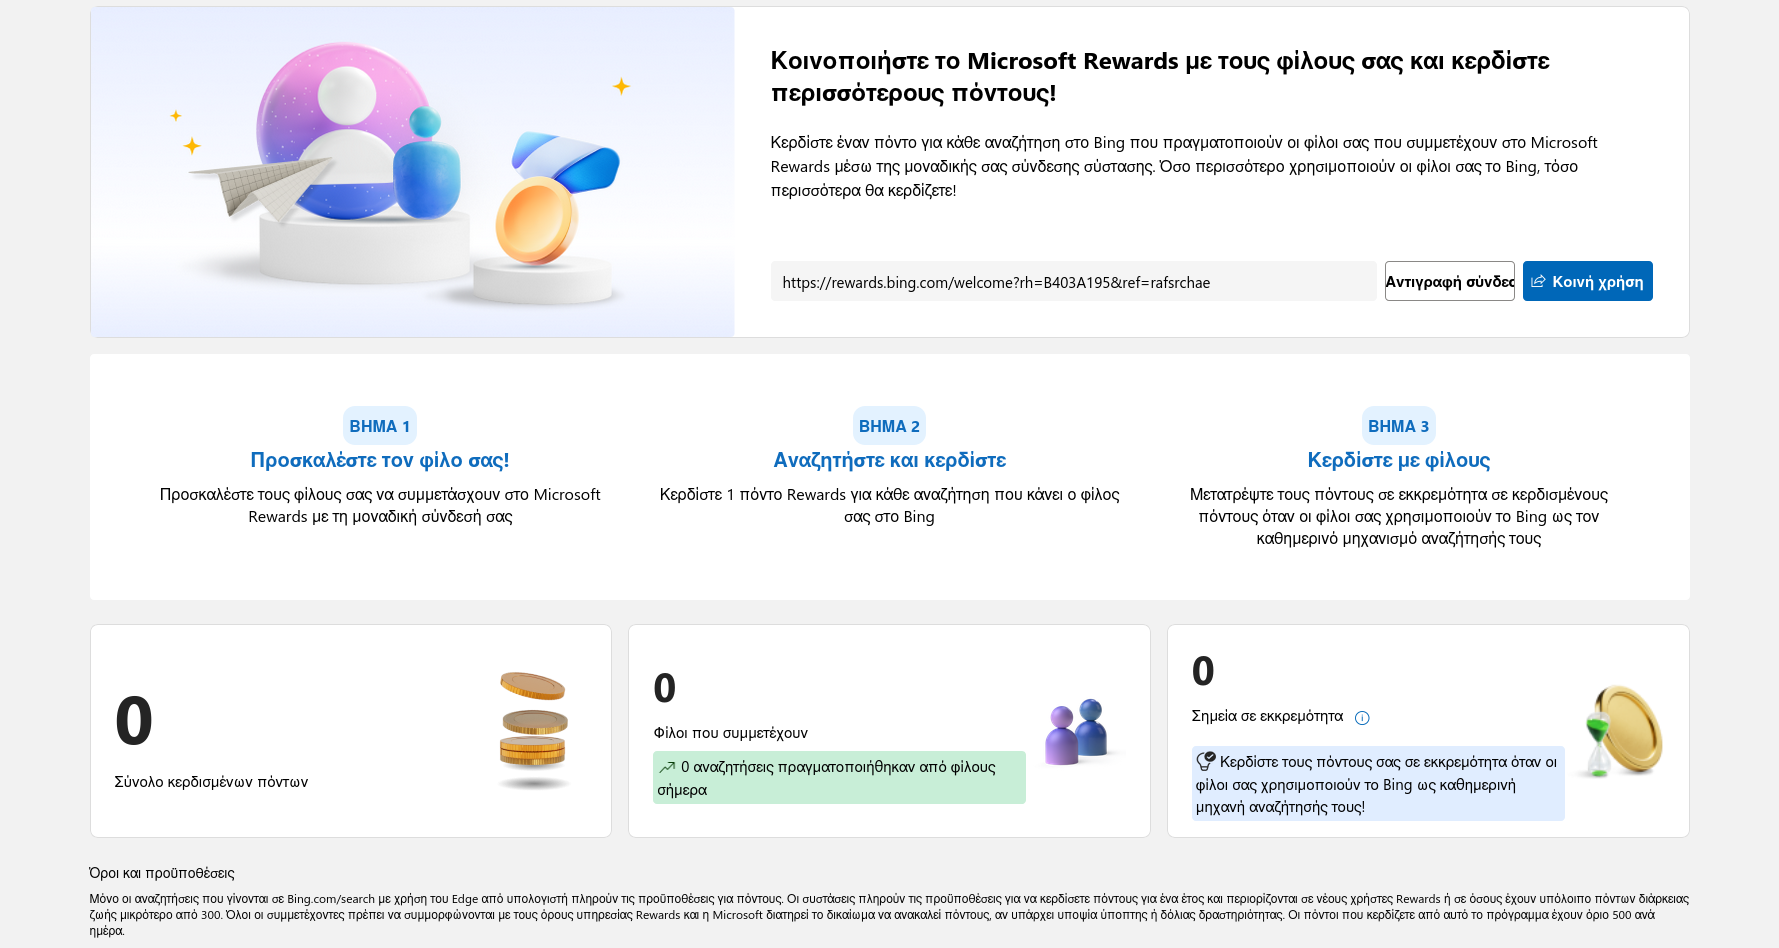 Κοινοποιήστε το Microsoft Rewards με τους φίλους σας και κερδίστε
περισσότερους πόντους!
Κερδίστε έναν πόντο για κάθε αναζήτηση στο Bing που πραγματοποιούν οι φίλοι σας που συμμετέχουν στο Microsoft
Rewards μέσω της μοναδικής σας σύνδεσης σύστασης. Όσο περισσότερο χρησιμοποιούν οι φίλοι σας το Bing, τόσο
περισσότερα θα κερδίζετε!
https://rewards.bing.com/welcome?rh=B403A195&ref=rafsrchae
Αντιγραφή σύνδεσ
Κοινή χρήση
ΒΗΜΑ 1
Προσκαλέστε τον φίλο σας!
Προσκαλέστε τους φίλους σας να συμμετάσχουν στο Microsoft
Rewards με τη μοναδική σύνδεσή σας
ΒΗΜΑ 2
Αναζητήστε και κερδίστε
Κερδίστε 1 πόντο Rewards για κάθε αναζήτηση που κάνει ο φίλος
σας στο Bing
ΒΗΜΑ 3
Κερδίστε με φίλους
Μετατρέψτε τους πόντους σε εκκρεμότητα σε κερδισμένους
πόντους όταν οι φίλοι σας χρησιμοποιούν το Bing ως τον
καθημερινό μηχανισμό αναζήτησής τους
0
Σύνολο κερδισμένων πόντων
0
Φίλοι που συμμετέχουν
0 αναζητήσεις πραγματοποιήθηκαν από φίλους
σήμερα
0
Σημεία σε εκκρεμότητα
Κερδίστε τους πόντους σας σε εκκρεμότητα όταν οι
φίλοι σας χρησιμοποιούν το Bing ως καθημερινή
μηχανή αναζήτησής τους!
Όροι και προϋποθέσεις
Μόνο οι αναζητήσεις που γίνονται σε Bing.com/search με χρήση του Edge από υπολογιστή πληρούν τις προϋποθέσεις για πόντους. Οι συστάσεις πληρούν τις προϋποθέσεις για να κερδίσετε πόντους για ένα έτος και περιορίζονται σε νέους χρήστες Rewards ή σε όσους έχουν υπόλοιπο πόντων διάρκειας
ζωής μικρότερο από 300. Όλοι οι συμμετέχοντες πρέπει να συμμορφώνονται με τους όρους υπηρεσίας Rewards και η Microsoft διατηρεί το δικαίωμα να ανακαλεί πόντους, αν υπάρχει υποψία ύποπτης ή δόλιας δραστηριότητας. Οι πόντοι που κερδίζετε από αυτό το πρόγραμμα έχουν όριο 500 ανά
ημέρα.